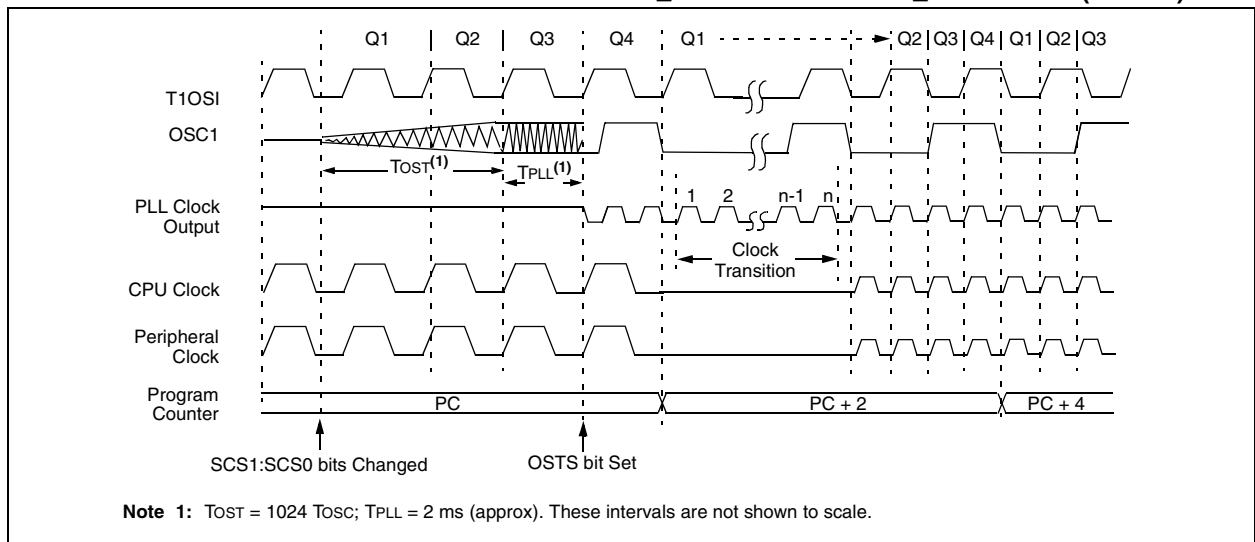 Q1 Q2 Q3 Q4 Q1 Q2 Q3 Q4 Q1 Q2 Q3
T1OSI
OSC1
TOST(1)
TPLL(1)
PLL Clock
Output
1 2 n-1 n
Clock
Transition
CPU Clock
Peripheral
Clock
Program
Counter
PC PC + 2 PC + 4
SCS1:SCS0 bits Changed OSTS bit Set
Note 1: TOST = 1024 TOSC; TPLL = 2 ms (approx). These intervals are not shown to scale.